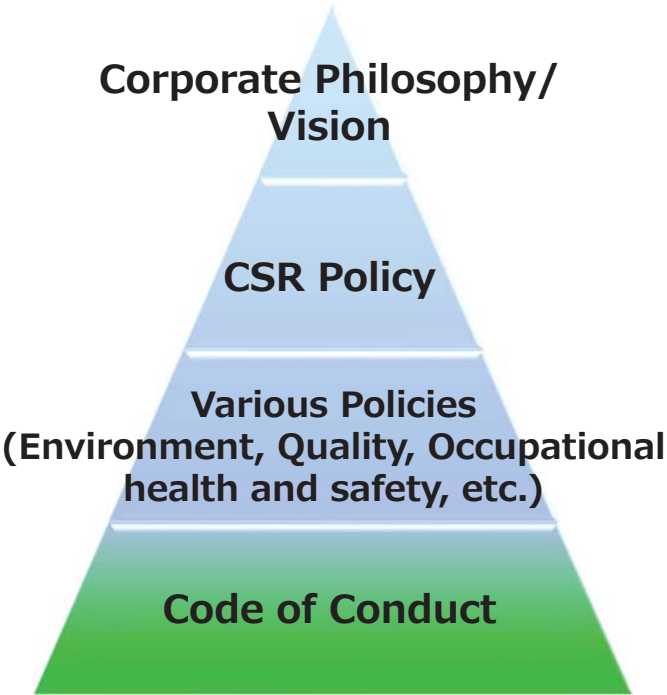 Corporate Philosophy/
Vision
CSR Policy
Various Policies
(Environment, Quality, Occupational
health and safety, etc.)
Code of Conduct